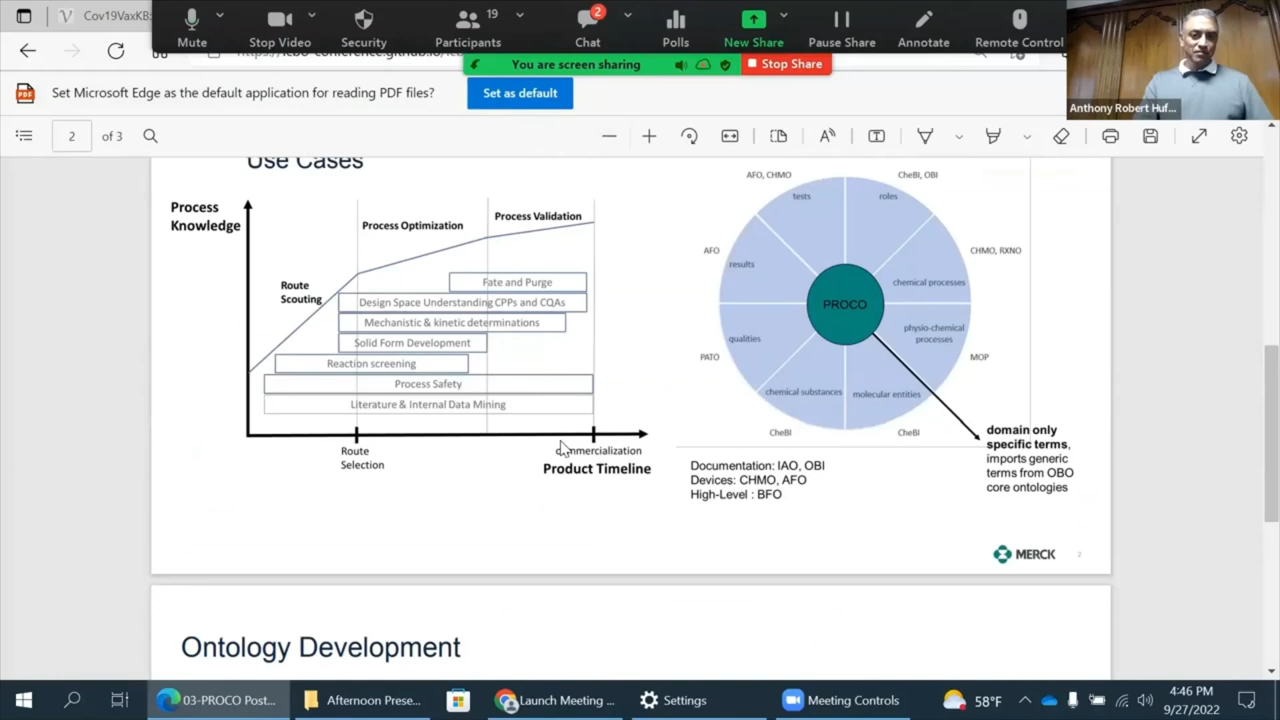 Cov19VaxKB:
Mute
Stop Video
Security
19
Participants
2
Chat
Polls
New Share
Pause Share
Annotate
Remote Control
You are screen sharing
Stop Share
Anthony Robert Huf...
PDF
Set Microsoft Edge as the default application for reading PDF files?
Set as default
2
of 3
Use Cases
Process
Knowledge
Process Optimization
Process Validation
Route
Scouting
Fate and Purge
Design Space Understanding CPPs and CQAs
Mechanistic & kinetic determinations
Solid Form Development
Reaction screening
Process Safety
Literature & Internal Data Mining
Route
Selection
commercialization
Product Timeline
AFO, CHMO
CheBI, OBI
tests
roles
AFO
CHMO, RXNO
results
chemical processes
PROCO
qualities
physio-chemical
processes
PATO
MOP
chemical substances
molecular entities
CheBI
CheBI
domain only
specific terms,
imports generic
terms from OBO
core ontologies
Documentation: IAO, OBI
Devices: CHMO, AFO
High-Level : BFO
MERCK
2
Ontology Development
03-PROCO Post...
Afternoon Prese...
Launch Meeting ...
Settings
Meeting Controls
58°F
4:46 PM
9/27/2022